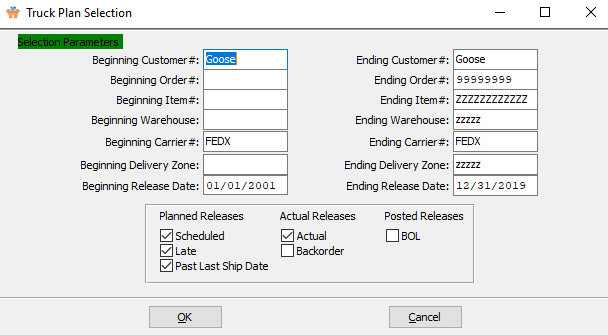 Truck Plan Selection
Selection Parameters
Beginning Customer#: Goose Ending Customer#: Goose
Beginning Order#: Ending Order#: 99999999
Beginning Item#: Ending Item#: ZZZZZZZZZZZZ
Beginning Warehouse: Ending Warehouse: zzzzz
Beginning Carrier#: FEDX Ending Carrier#: FEDX
Beginning Delivery Zone: Ending Delivery Zone: zzzzz
Beginning Release Date: 01/01/2001 Ending Release Date: 12/31/2019
Planned Releases Actual Releases Posted Releases
Scheduled Actual BOL
Late Backorder
Past Last Ship Date
OK Cancel